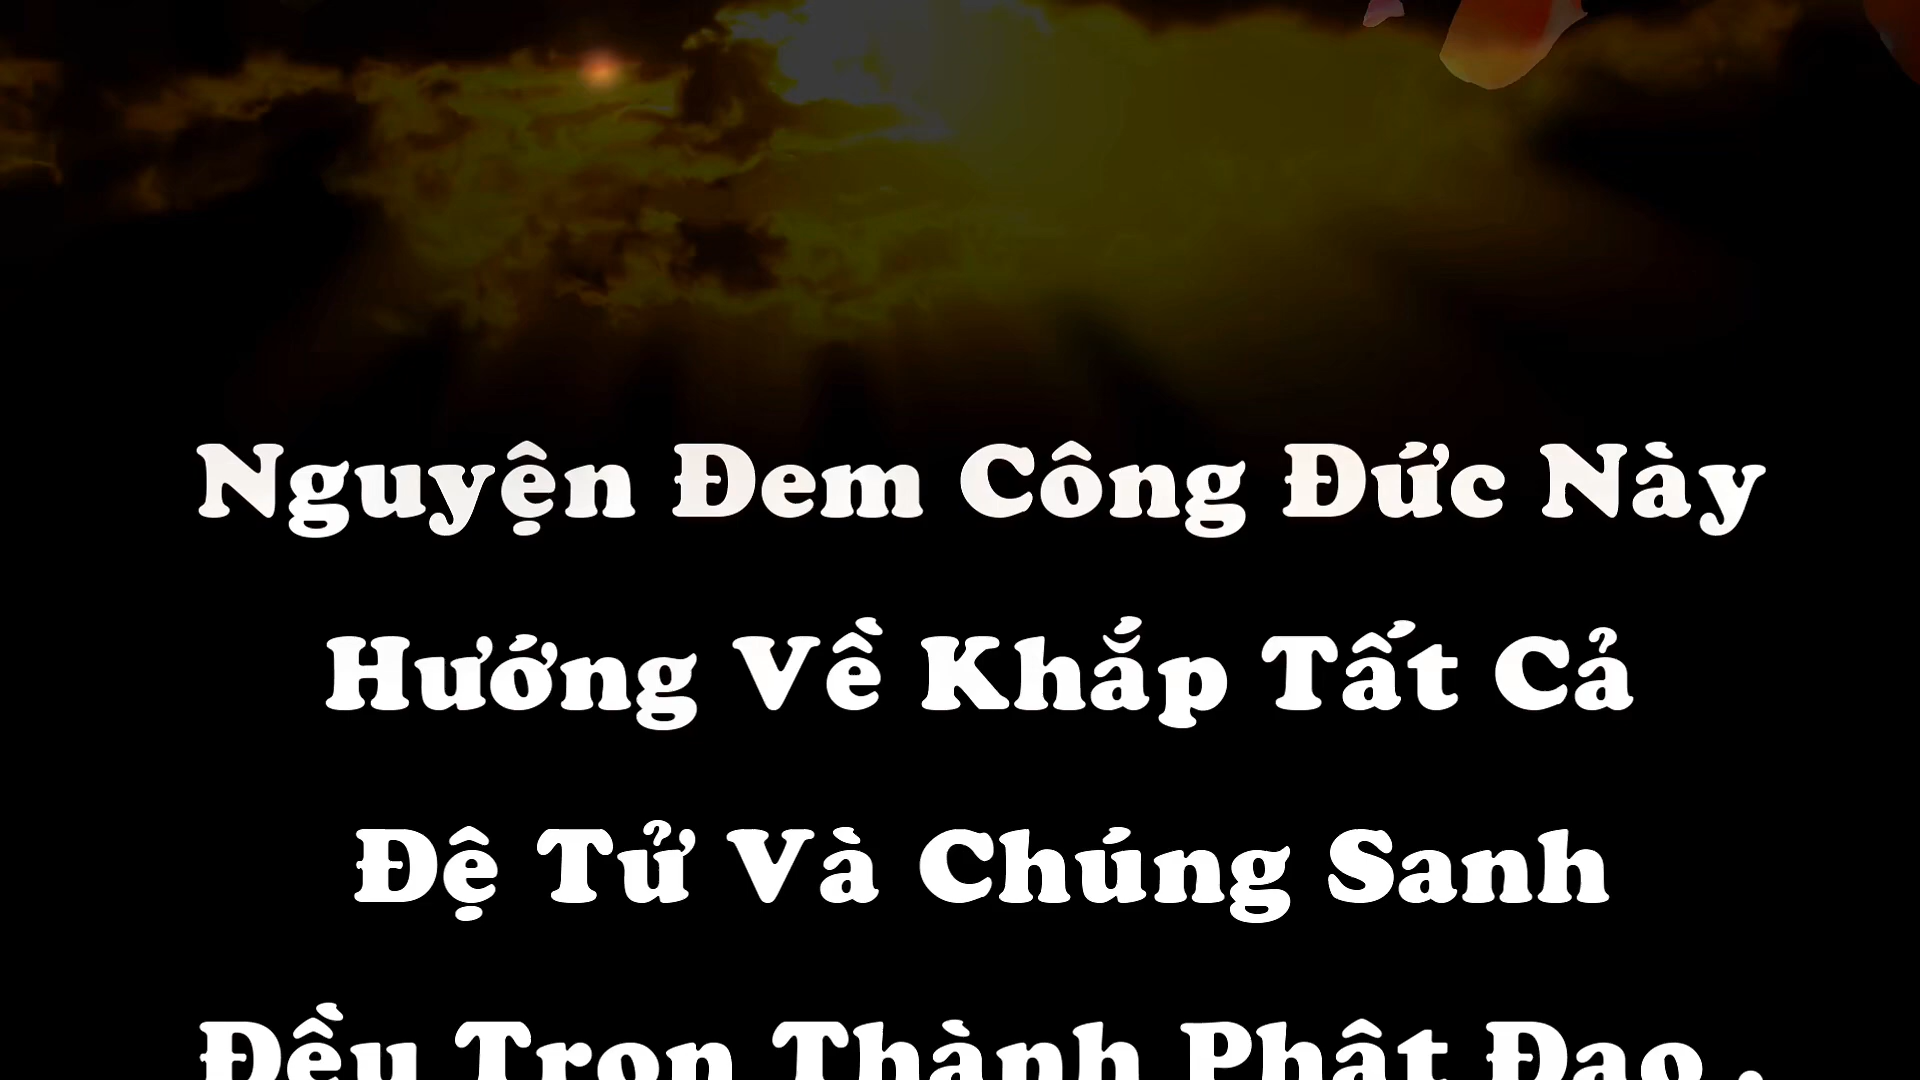 Nguyện Đem Công Đức Này
Hướng Về Khắp Tất Cả
Đệ Tử Và Chúng Sanh
Đều Trọn Thành Phật Đạo .